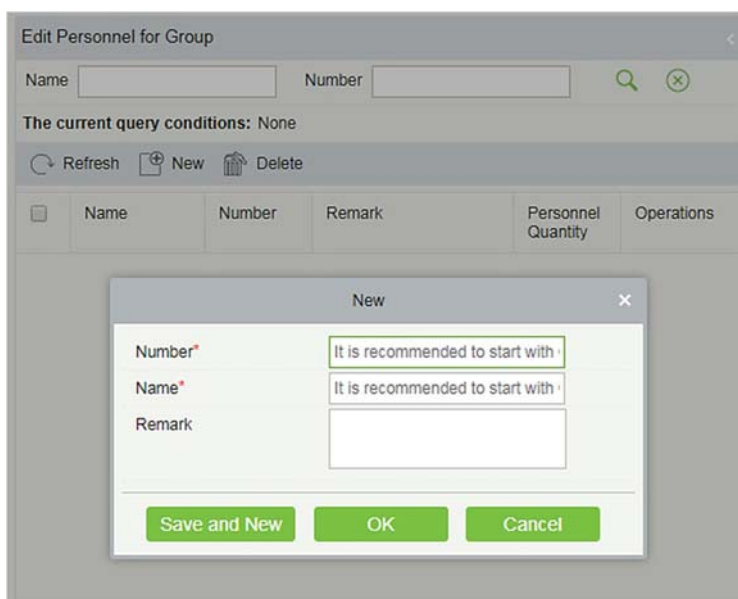 Edit Personnel for Group
Name Number
The current query conditions: None
Refresh New Delete
Name Number Remark Personnel Quantity Operations
New
Number*
It is recommended to start with
Name*
It is recommended to start with
Remark
Save and New OK Cancel